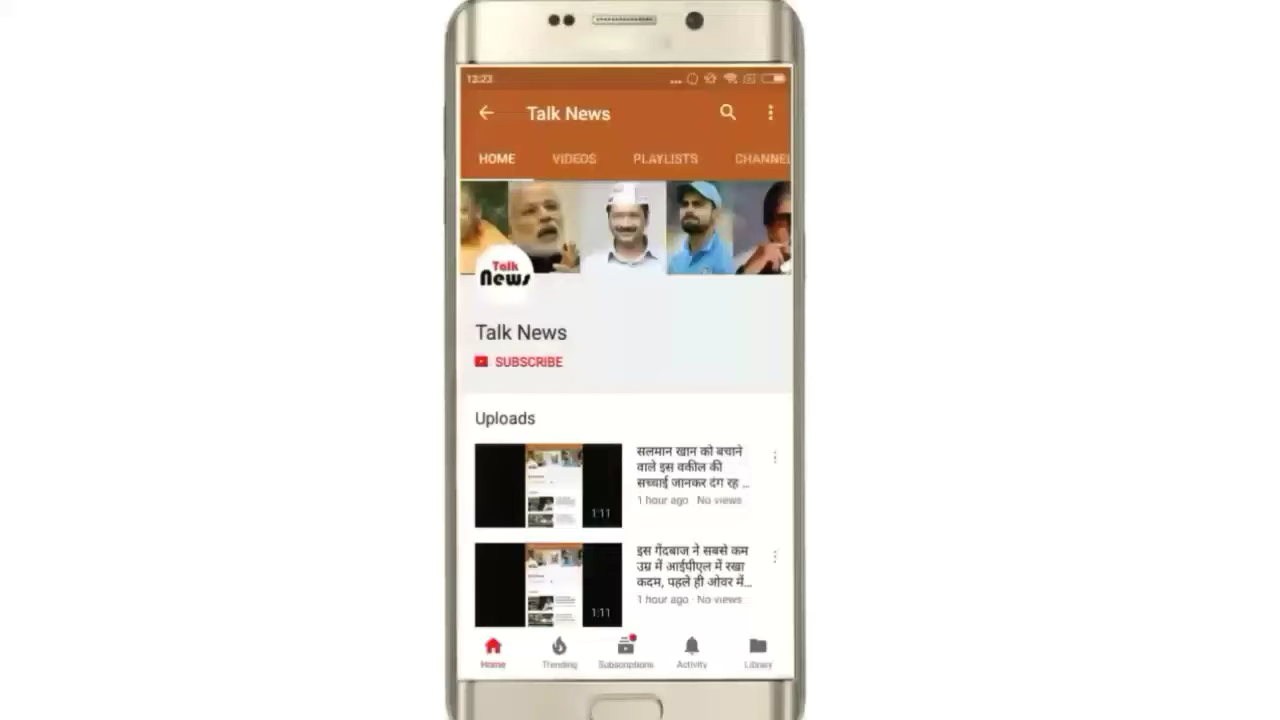 12:23
Talk News
HOME VIDEOS PLAYLISTS CHANNEL
Talk
News
Talk News
SUBSCRIBE
Uploads
सलमान खान को बचाने
वाले इस वकील की
सच्चाई जानकर दंग रह ...
1 hour ago · No views
1:11
इस गेंदबाज ने सबसे कम
उम्र में आईपीएल में रखा
कदम, पहले ही ओवर में...
1 hour ago · No views
1:11
Home Trending Subscriptions Activity Library